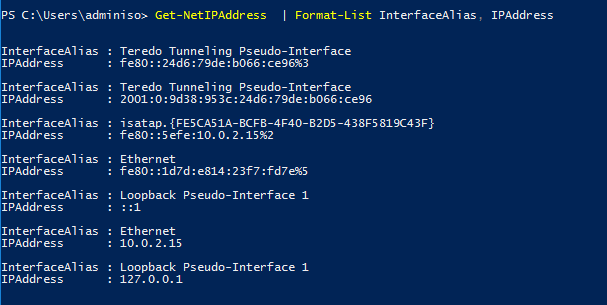 PS C:\Users\adminiso> Get-NetIPAddress  | Format-List InterfaceAlias, IPAddress
InterfaceAlias : Teredo Tunneling Pseudo-Interface
IPAddress      : fe80::24d6:79de:b066:ce96%3
InterfaceAlias : Teredo Tunneling Pseudo-Interface
IPAddress      : 2001:0:9d38:953c:24d6:79de:b066:ce96
InterfaceAlias : isatap.{FE5CA51A-BCFB-4F40-B2D5-438F5819C43F}
IPAddress      : fe80::5efe:10.0.2.15%2
InterfaceAlias : Ethernet
IPAddress      : fe80::1d7d:e814:23f7:fd7e%5
InterfaceAlias : Loopback Pseudo-Interface 1
IPAddress      : ::1
InterfaceAlias : Ethernet
IPAddress      : 10.0.2.15
InterfaceAlias : Loopback Pseudo-Interface 1
IPAddress      : 127.0.0.1